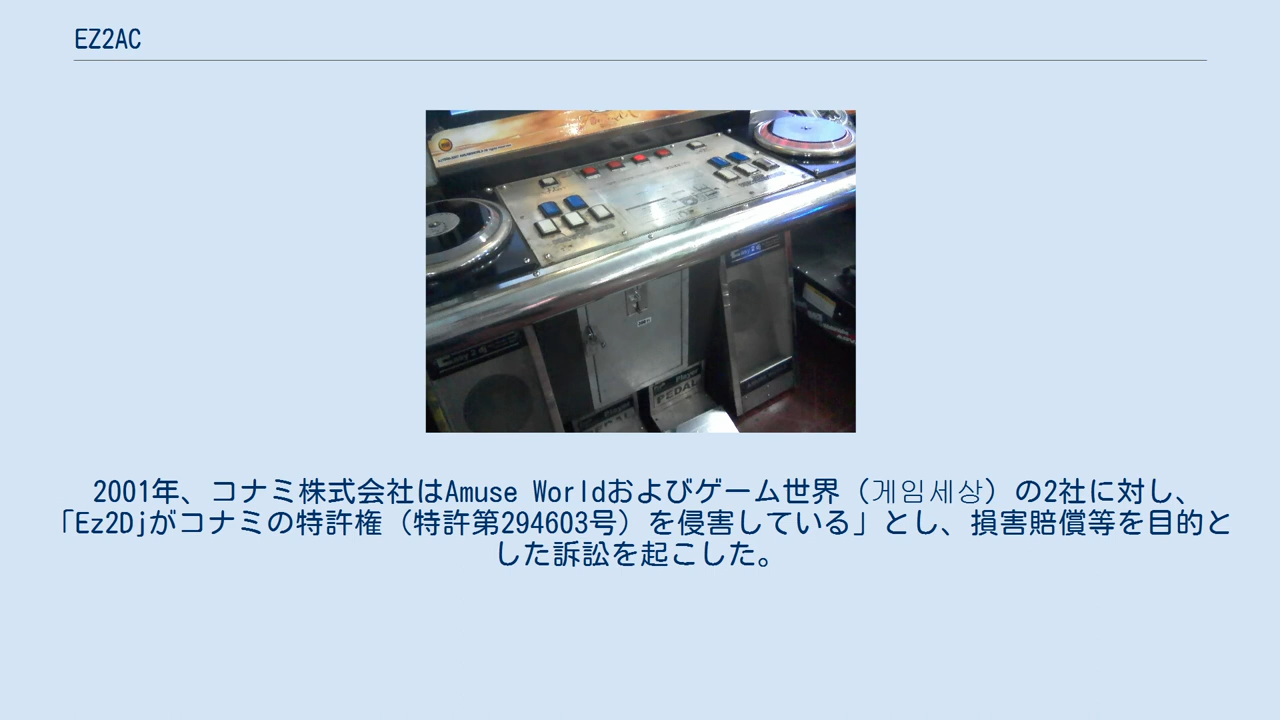 EZ2AC
PEDAL
2001年、コナミ株式会社はAmuse Worldおよびゲーム世界（게임세상）の2社に対し、
「Ez2Djがコナミの特許権（特許第294603号）を侵害している」とし、損害賠償等を目的と
した訴訟を起こした。